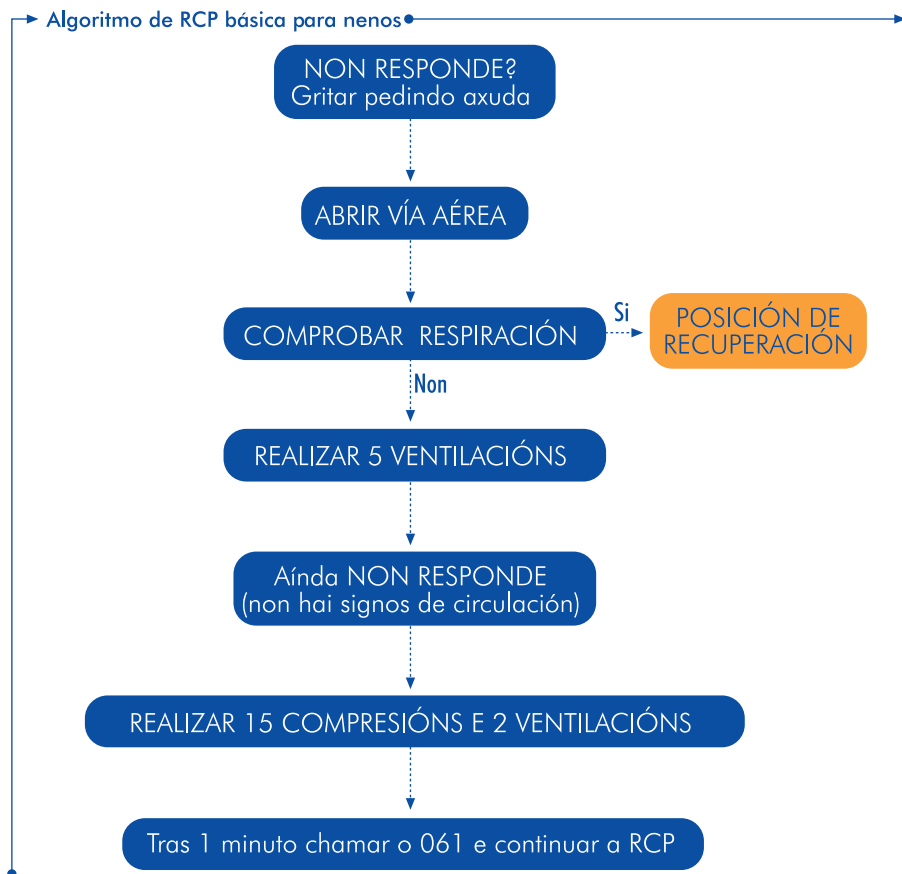 Algoritmo de RCP básica para nenos
NON RESPONDE?
Gritar pedindo axuda
ABRIR VÍA AÉREA
COMPROBAR RESPIRACIÓN
Si
POSICIÓN DE
RECUPERACIÓN
Non
REALIZAR 5 VENTILACIÓNS
Aínda NON RESPONDE
(non hai signos de circulación)
REALIZAR 15 COMPRESIÓNS E 2 VENTILACIÓNS
Tras 1 minuto chamar o 061 e continuar a RCP